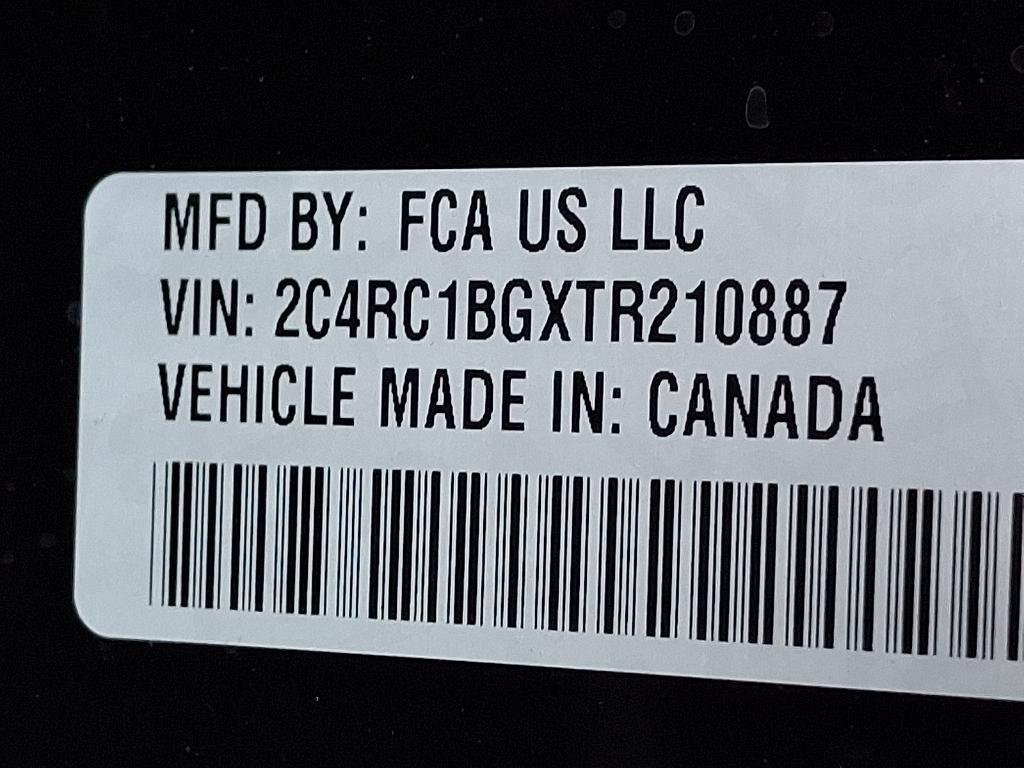 MFD BY: FCA US LLC
VIN: 2C4RC1BGXTR210887
VEHICLE MADE IN: CANADA